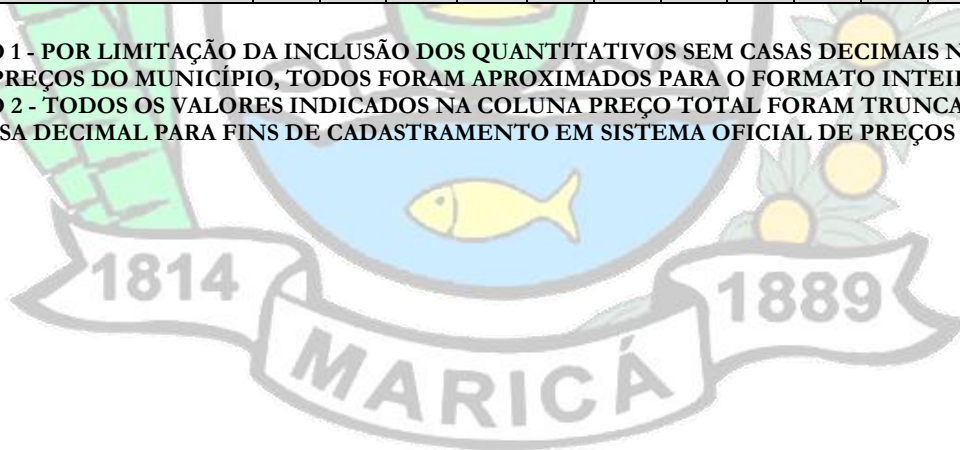 O 1 - POR LIMITAÇÃO DA INCLUSÃO DOS QUANTITATIVOS SEM CASAS DECIMAIS N
PREÇOS DO MUNICÍPIO, TODOS FORAM APROXIMADOS PARA O FORMATO INTEI
O 2 - TODOS OS VALORES INDICADOS NA COLUNA PREÇO TOTAL FORAM TRUNCA
SA DECIMAL PARA FINS DE CADASTRAMENTO EM SISTEMA OFICIAL DE PREÇOS
1814
1889
MARICÁ